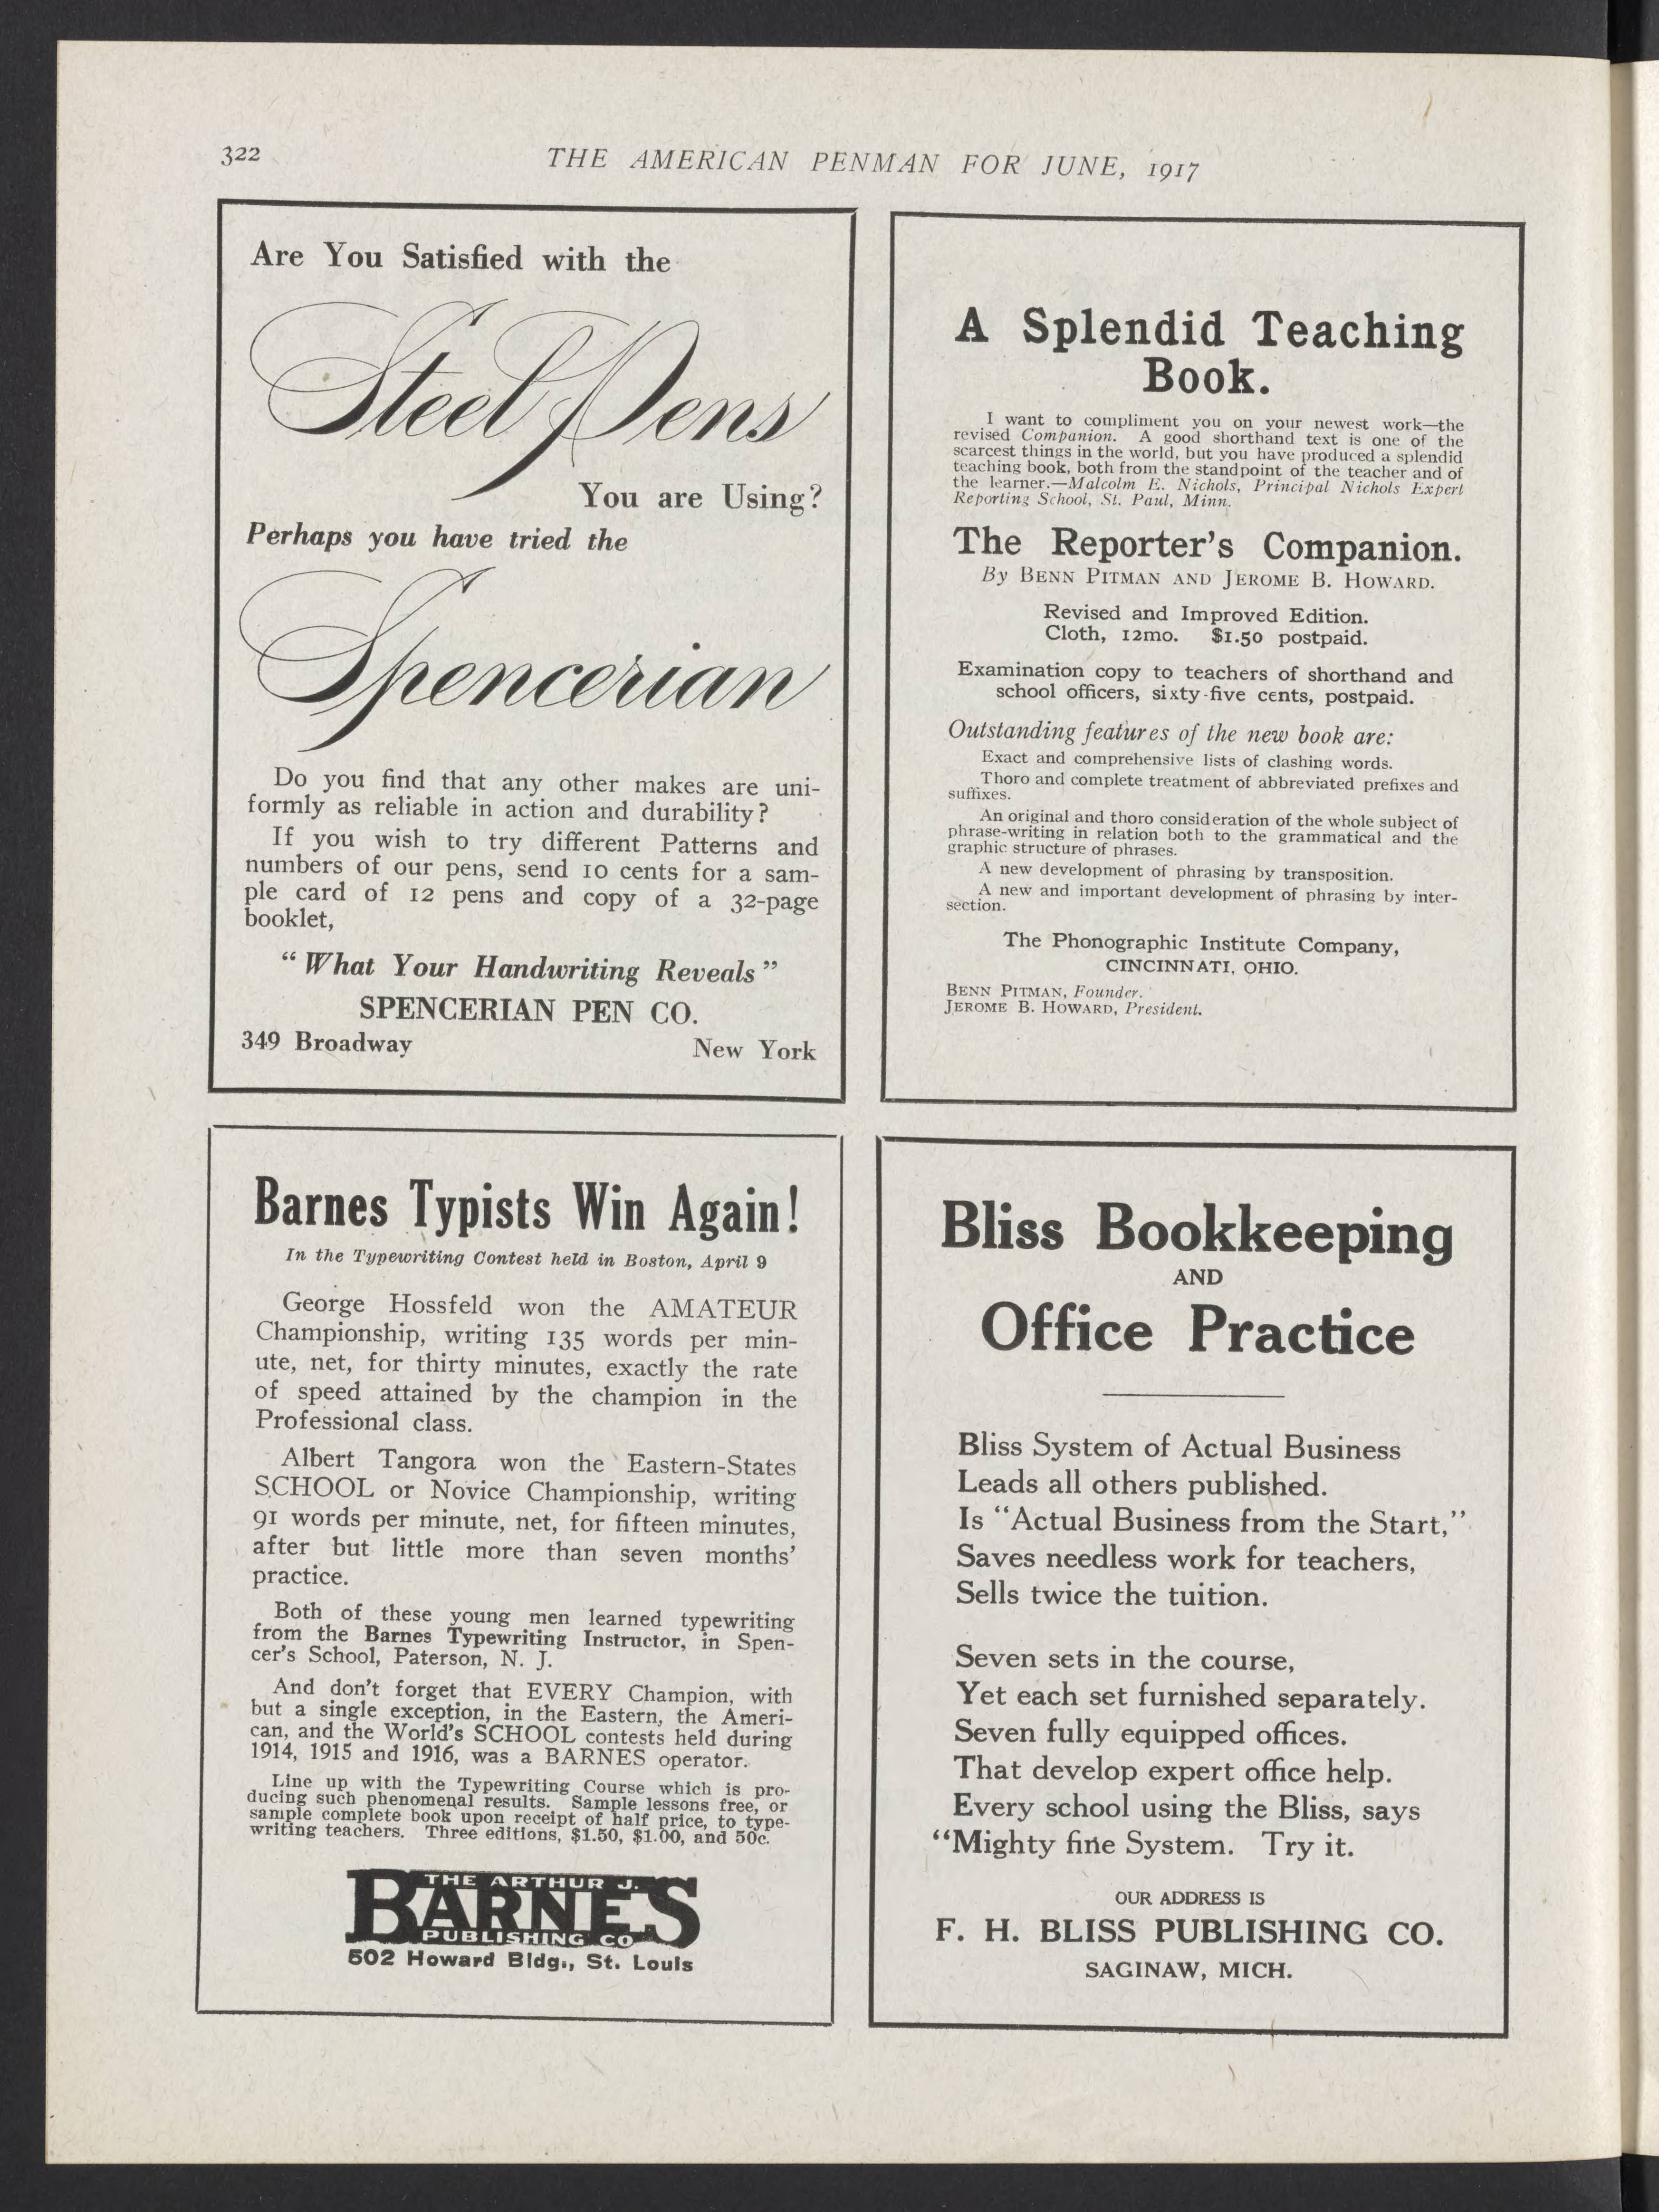 322
THE AMERICAN PENMAN FOR JUNE, 1917
Are You Satisfied with the
Steel Pens
You are Using?
Perhaps you have tried the
Spencerian
Do you find that any other makes are uni-
formly as reliable in action and durability?
If you wish to try different Patterns and
numbers of our pens, send 10 cents for a sam-
ple card of 12 pens and copy of a 32-page
booklet,
“What Your Handwriting Reveals”
SPENCERIAN PEN CO.
349 Broadway New York
A Splendid Teaching
Book.
I want to compliment you on your newest work—the
revised Companion. A good shorthand text is one of the
scarcest things in the world, but you have produced a splendid
teaching book, both from the standpoint of the teacher and of
the learner.—Malcolm E. Nichols, Principal Nichols Expert
Reporting School, St. Paul, Minn.
The Reporter's Companion.
By BENN PITMAN AND JEROME B. HOWARD.
Revised and Improved Edition.
Cloth, 12mo. $1.50 postpaid.
Examination copy to teachers of shorthand and
school officers, sixty-five cents, postpaid.
Outstanding features of the new book are:
Exact and comprehensive lists of clashing words.
Thoro and complete treatment of abbreviated prefixes and
suffixes.
An original and thoro consideration of the whole subject of
phrase-writing in relation both to the grammatical and the
graphic structure of phrases.
A new development of phrasing by transposition.
A new and important development of phrasing by inter-
section.
The Phonographic Institute Company,
CINCINNATI, OHIO.
BENN PITMAN, Founder.
JEROME B. HOWARD, President.
Barnes Typists Win Again!
In the Typewriting Contest held in Boston, April 9
George Hossfeld won the AMATEUR
Championship, writing 135 words per min-
ute, net, for thirty minutes, exactly the rate
of speed attained by the champion in the
Professional class.
Albert Tangora won the Eastern-States
SCHOOL or Novice Championship, writing
91 words per minute, net, for fifteen minutes,
after but little more than seven months'
practice.
Both of these young men learned typewriting
from the Barnes Typewriting Instructor, in Spen-
cer's School, Paterson, N. J.
And don't forget that EVERY Champion, with
but a single exception, in the Eastern, the Ameri-
can, and the World's SCHOOL contests held during
1914, 1915 and 1916, was a BARNES operator.
Line up with the Typewriting Course which is pro-
ducing such phenomenal results. Sample lessons free, or
sample complete book upon receipt of half price, to type-
writing teachers. Three editions, $1.50, $1.00, and 50c.
THE ARTHUR J.
BARNES
PUBLISHING CO
502 Howard Bldg., St. Louis
Bliss Bookkeeping
AND
Office Practice
Bliss System of Actual Business
Leads all others published.
Is “Actual Business from the Start,”
Saves needless work for teachers,
Sells twice the tuition.
Seven sets in the course,
Yet each set furnished separately.
Seven fully equipped offices.
That develop expert office help.
Every school using the Bliss, says
“Mighty fine System. Try it.
OUR ADDRESS IS
F. H. BLISS PUBLISHING CO.
SAGINAW, MICH.